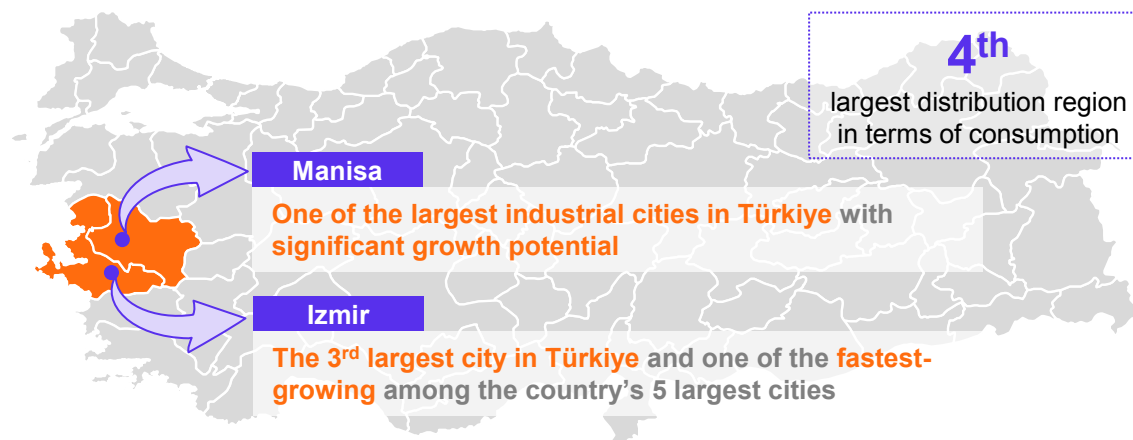 4th
largest distribution region
in terms of consumption
Manisa
One of the largest industrial cities in Türkiye with
significant growth potential
Izmir
The 3rd largest city in Türkiye and one of the fastest-
growing among the country’s 5 largest cities